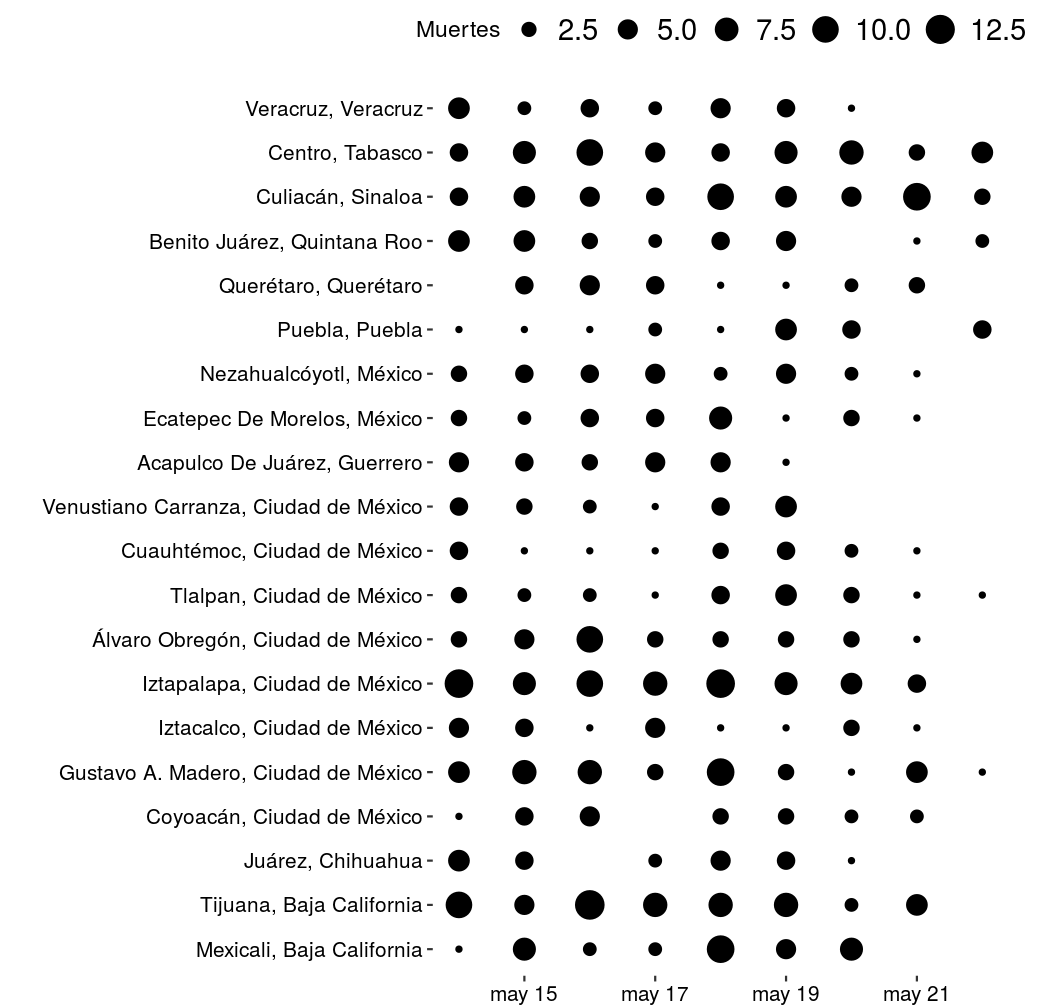 Muertes 2.5 5.0 7.5 10.0 12.5
Veracruz, Veracruz
Centro, Tabasco
Culiacán, Sinaloa
Benito Juárez, Quintana Roo
Querétaro, Querétaro
Puebla, Puebla
Nezahualcóyotl, México
Ecatepec De Morelos, México
Acapulco De Juárez, Guerrero
Venustiano Carranza, Ciudad de México
Cuauhtémoc, Ciudad de México
Tlalpan, Ciudad de México
Álvaro Obregón, Ciudad de México
Iztapalapa, Ciudad de México
Iztacalco, Ciudad de México
Gustavo A. Madero, Ciudad de México
Coyoacán, Ciudad de México
Juárez, Chihuahua
Tijuana, Baja California
Mexicali, Baja California
may 15 may 17 may 19 may 21